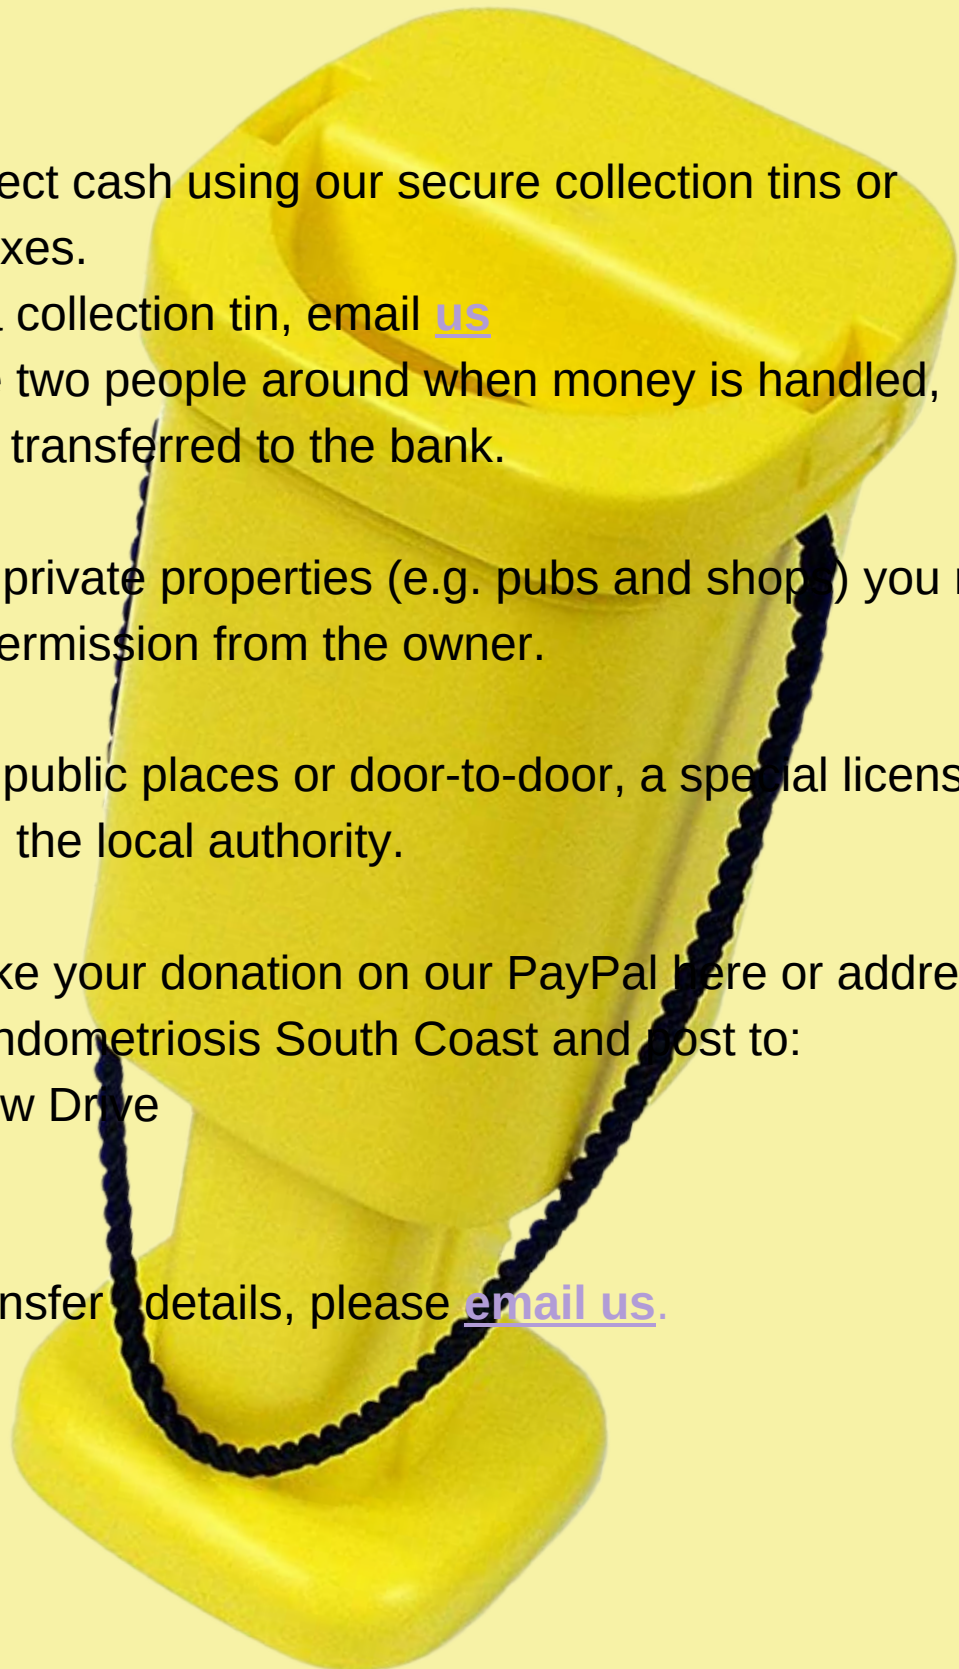 ect cash using our secure collection tins or
xes.
collection tin, email us
two people around when money is handled,
transferred to the bank.
private properties (e.g. pubs and shops) you
ermission from the owner.
public places or door-to-door, a special licens
the local authority.
ke your donation on our PayPal here or addre
ndometriosis South Coast and post to:
w Drive
nsfer details, please email us.